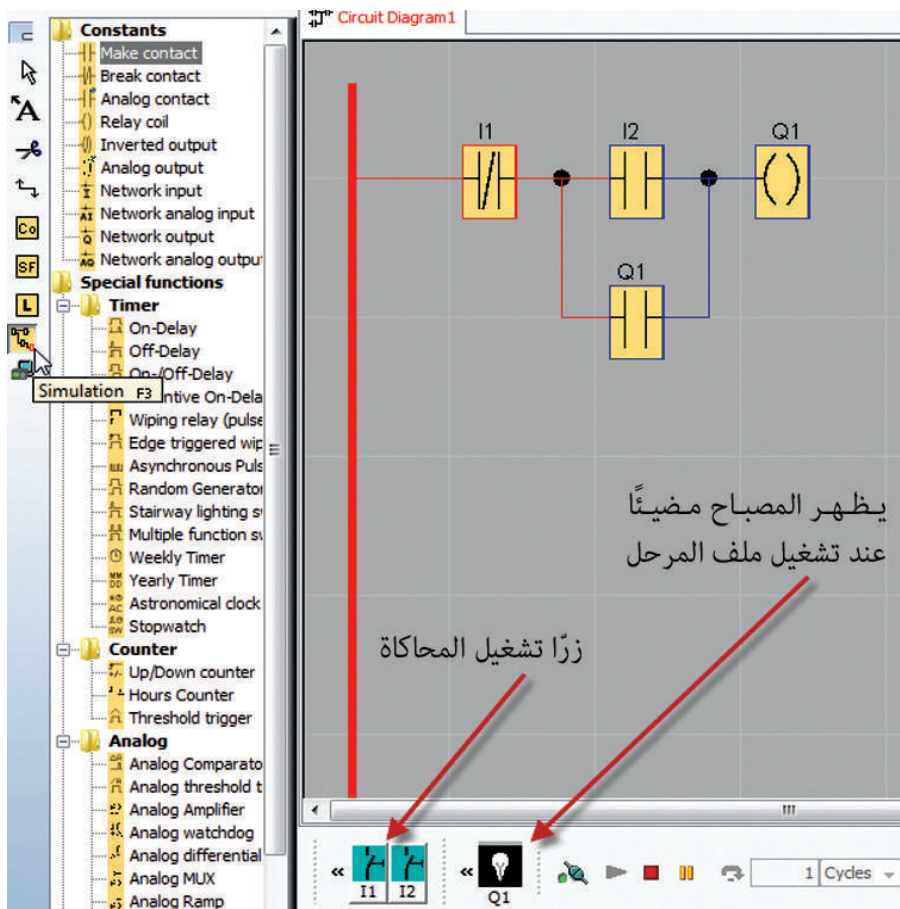 Constants
Make contact
Break contact
Analog contact
Relay coil
Inverted output
Analog output
Network input
Network analog input
Network output
Network analog output
Special functions
Timer
On-Delay
Off-Delay
On-/Off-Delay
ntive On-Dela
Wiping relay (pulse
Edge triggered wip
Asynchronous Puls
Random Generator
Stairway lighting s
Multiple function s
Weekly Timer
Yearly Timer
Astronomical clock
Stopwatch
Counter
Up/Down counter
Hours Counter
Threshold trigger
Analog
Analog Comparato
Analog threshold t
Analog Amplifier
Analog watchdog
Analog differential
Analog MUX
Analog Ramp
A
Co
SF
L
Simulation F3
Circuit Diagram1
I1 I2 Q1
Q1
يظهر المصباح مضيئًا
عند تشغيل ملف المرحل
زرّا تشغيل المحاكاة
« I1 I2 « Q1 1 Cycles